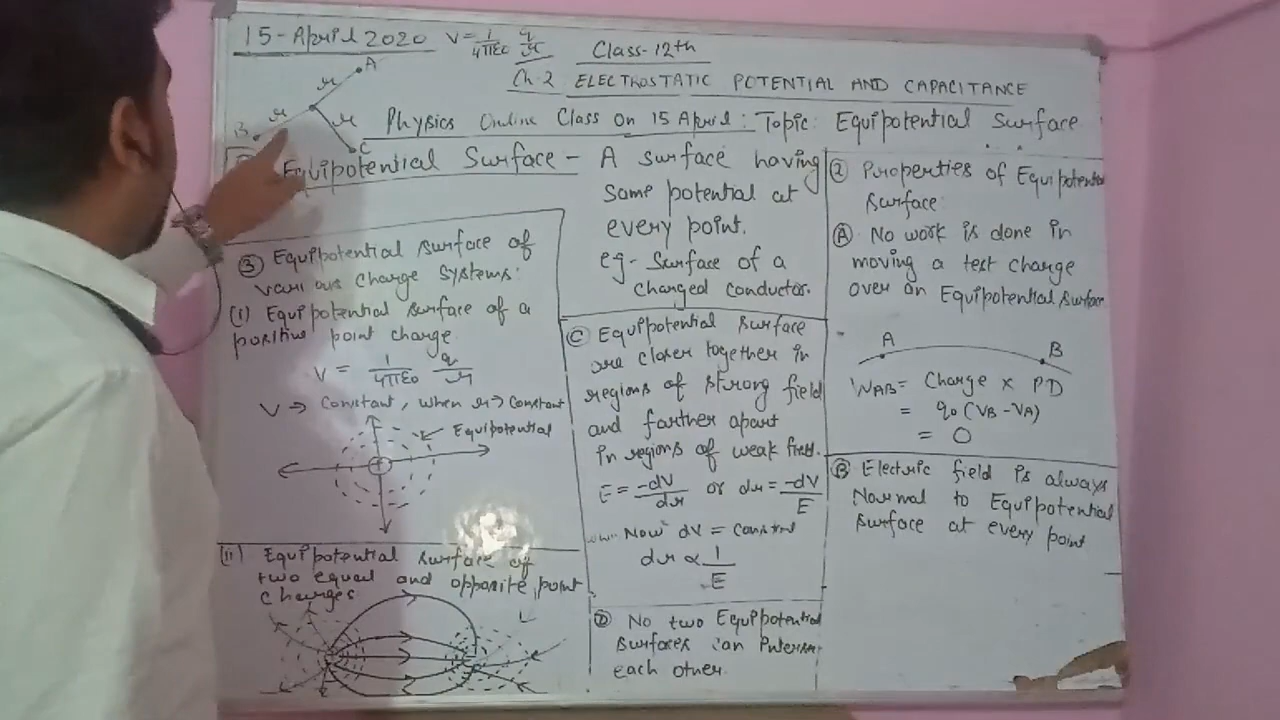 15-April 2020
V = 1/4πε0 q/r
Class-12th
Ch-2 ELECTROSTATIC POTENTIAL AND CAPACITANCE
Physics Online Class on 15 April: Topic: Equipotential Surface
A
r
r
r
B
C
Equipotential Surface - A surface having
same potential at
every point.
eg- Surface of a
charged conductor.
② Properties of Equipotential
Surface:
Ⓐ No work is done in
moving a test charge
over an Equipotential Surface
A
B
WAB = Charge × PD
= q0 (VB - VA)
= 0
Ⓑ Electric field is always
Normal to Equipotential
Surface at every point
Ⓒ Equipotential Surface
are closer together in
regions of strong field
and farther apart
in regions of weak field.
E = -dV/dr or dr = -dV/E
Now dV = Constant
dr ∝ 1/E
Ⓓ No two Equipotential
Surfaces can
each other.
③ Equipotential Surface of
various Charge Systems:
(i) Equipotential Surface of a
positive point charge
V = 1/4πε0 q/r
V → Constant, when r → Constant
Equipotential
+
(ii) Equipotential Surface of
two equal and opposite point
Charges